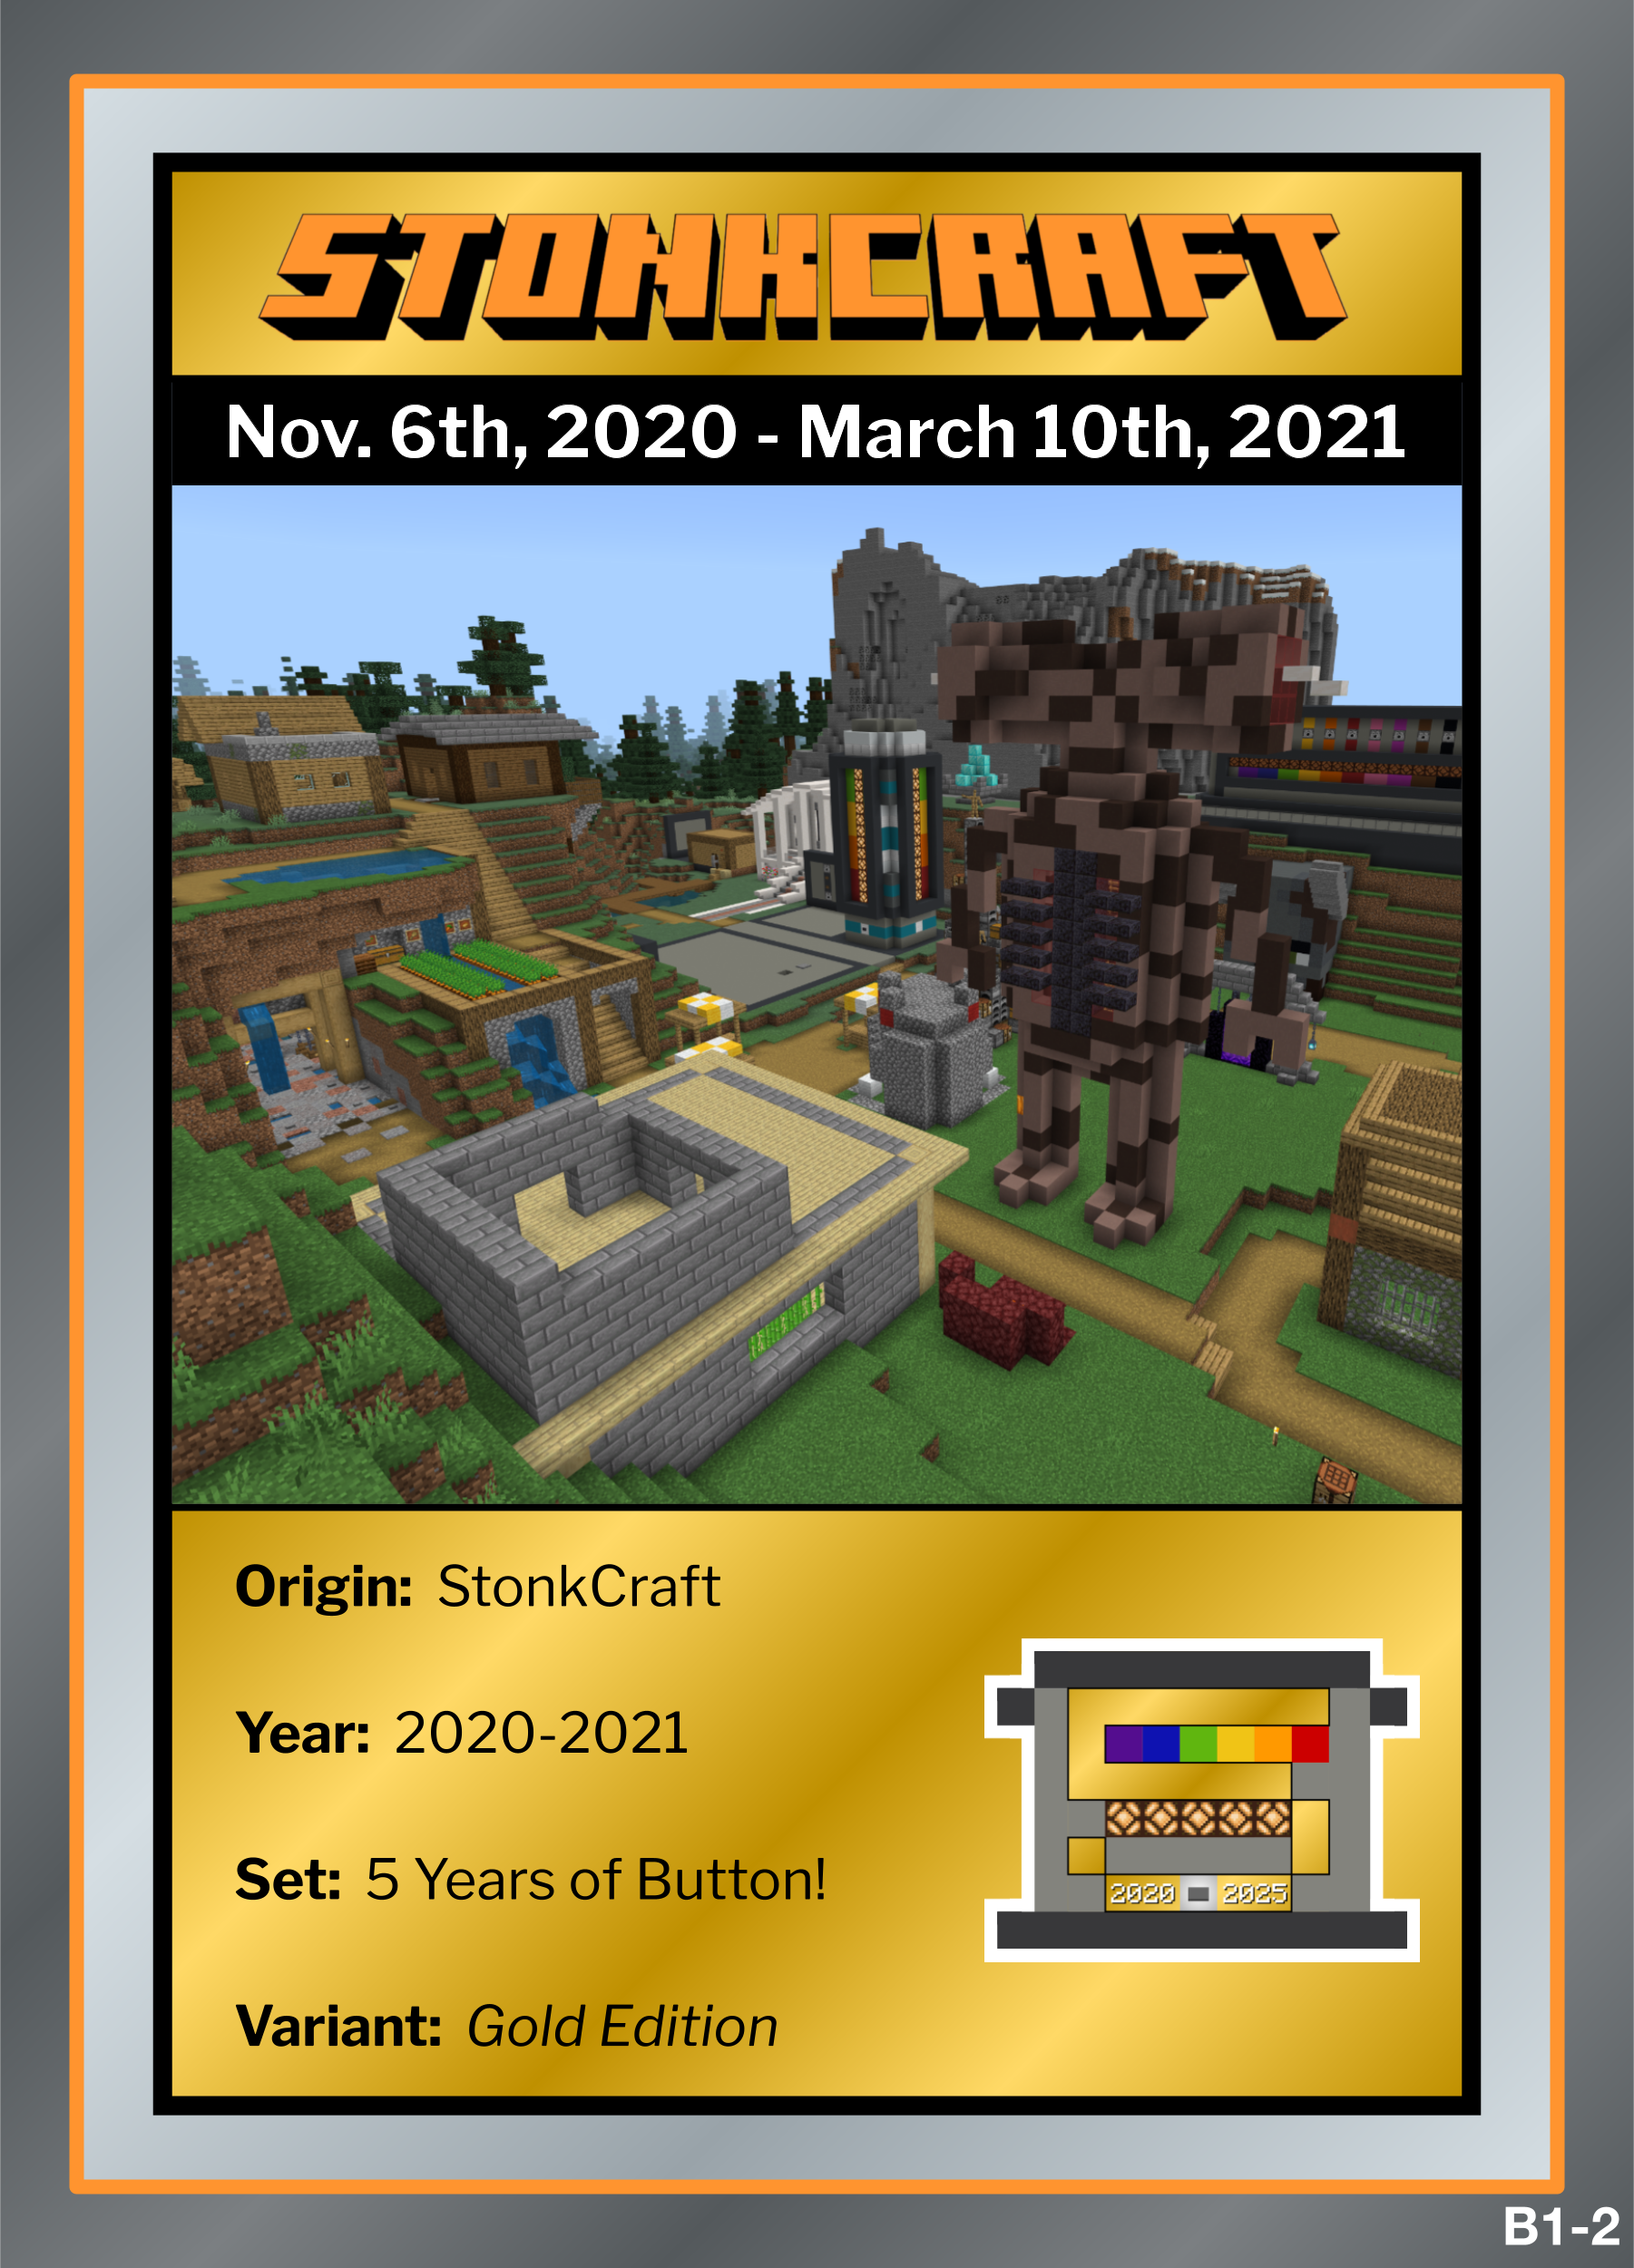 STONKCRAFT
Nov. 6th, 2020 - March 10th, 2021
Origin: StonkCraft
Year: 2020-2021
Set: 5 Years of Button!
2020 2025
Variant: Gold Edition
B1-2